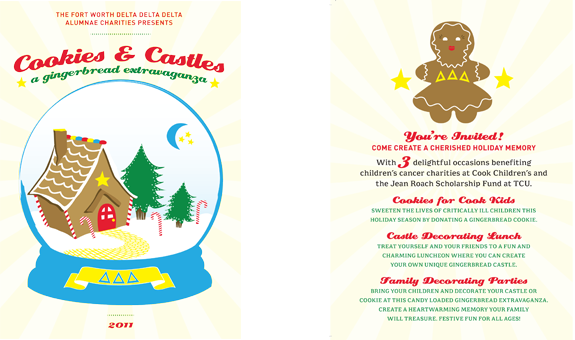 THE FORT WORTH DELTA DELTA DELTA
ALUMNAE CHARITIES PRESENTS
Cookies & Castles
a gingerbread extravaganza
ΔΔΔ
2011
ΔΔΔ
You're Invited!
COME CREATE A CHERISHED HOLIDAY MEMORY
With 3 delightful occasions benefiting
children's cancer charities at Cook Children's and
the Jean Roach Scholarship Fund at TCU.
Cookies for Cook Kids
SWEETEN THE LIVES OF CRITICALLY ILL CHILDREN THIS
HOLIDAY SEASON BY DONATING A GINGERBREAD COOKIE.
Castle Decorating Lunch
TREAT YOURSELF AND YOUR FRIENDS TO A FUN AND
CHARMING LUNCHEON WHERE YOU CAN CREATE
YOUR OWN UNIQUE GINGERBREAD CASTLE.
Family Decorating Parties
BRING YOUR CHILDREN AND DECORATE YOUR CASTLE OR
COOKIE AT THIS CANDY LOADED GINGERBREAD EXTRAVAGANZA.
CREATE A HEARTWARMING MEMORY YOUR FAMILY
WILL TREASURE. FESTIVE FUN FOR ALL AGES!